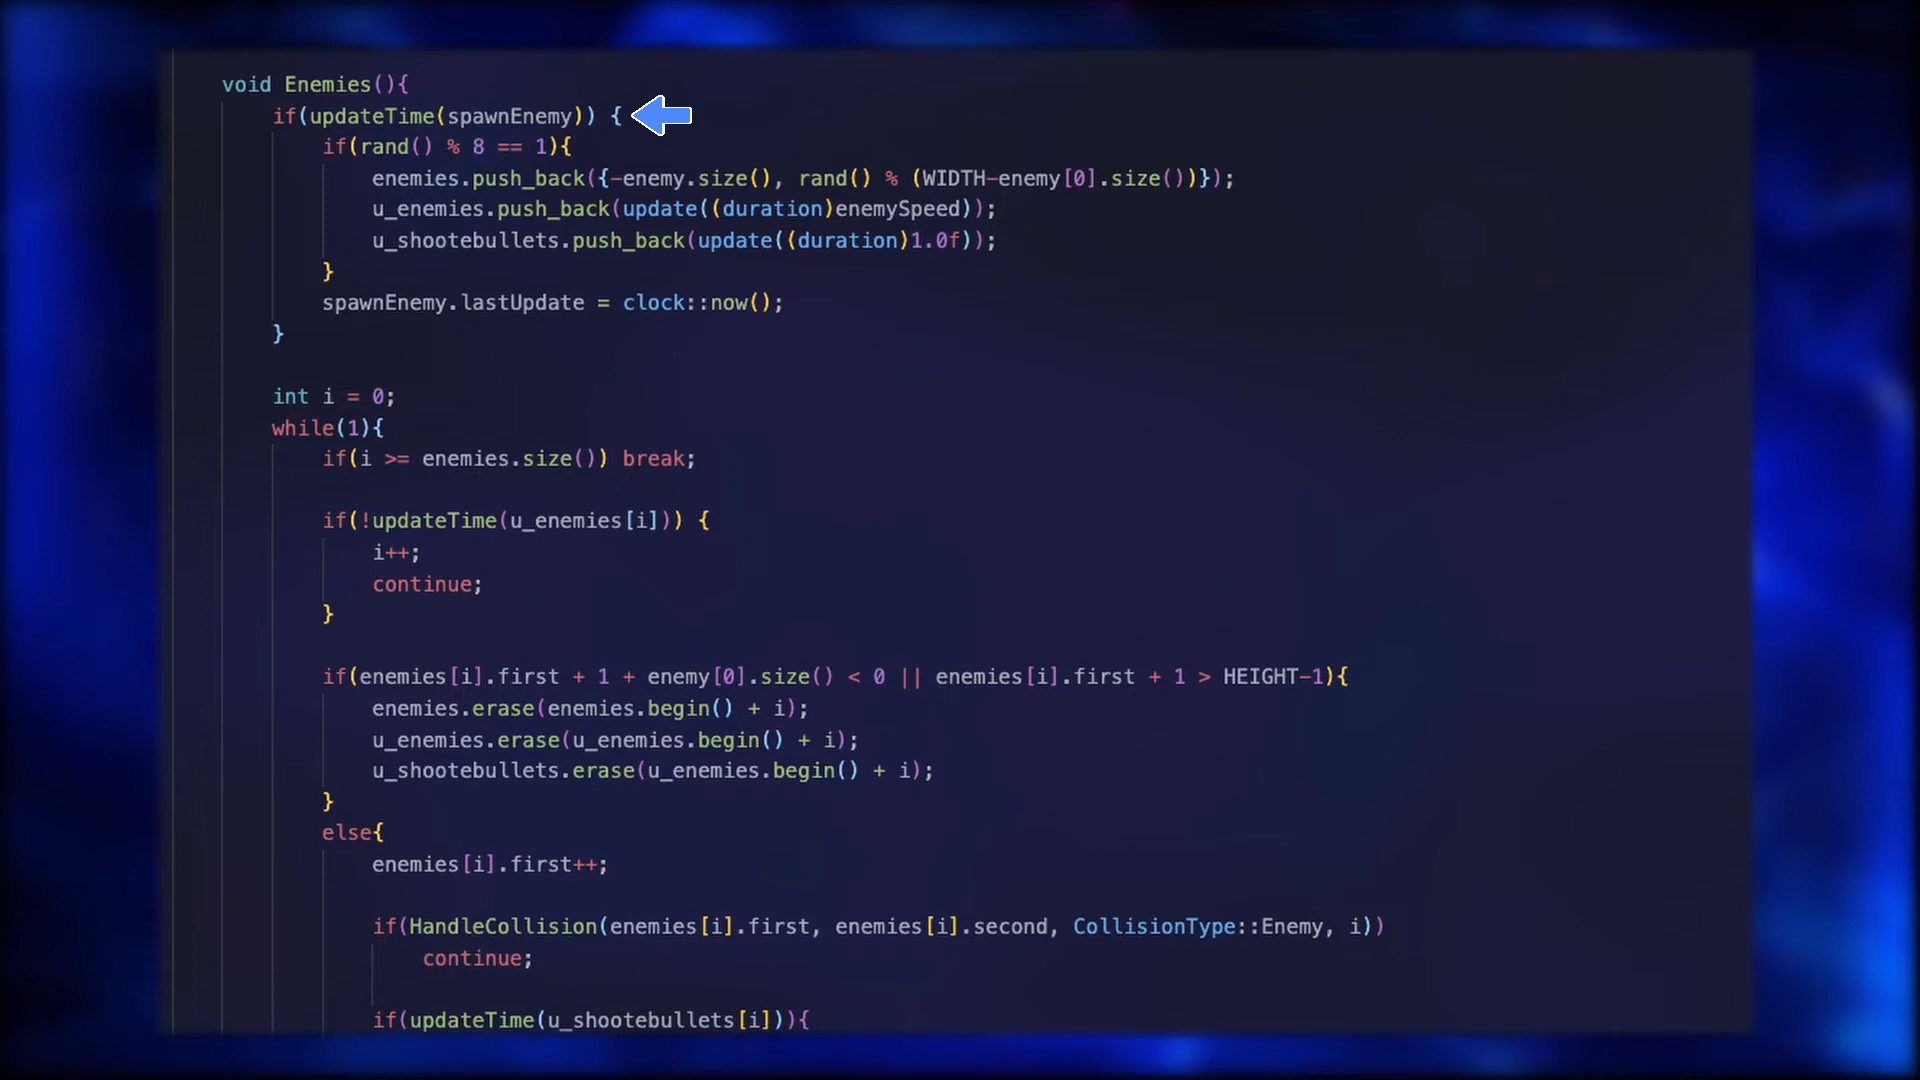 void Enemies(){
if(updateTime(spawnEnemy)) {
if(rand() % 8 == 1){
enemies.push_back({-enemy.size(), rand() % (WIDTH-enemy[0].size())});
u_enemies.push_back(update((duration)enemySpeed));
u_shootebullets.push_back(update((duration)1.0f));
}
spawnEnemy.lastUpdate = clock::now();
}
int i = 0;
while(1){
if(i >= enemies.size()) break;
if(!updateTime(u_enemies[i])) {
i++;
continue;
}
if(enemies[i].first + 1 + enemy[0].size() < 0 || enemies[i].first + 1 > HEIGHT-1){
enemies.erase(enemies.begin() + i);
u_enemies.erase(u_enemies.begin() + i);
u_shootebullets.erase(u_enemies.begin() + i);
}
else{
enemies[i].first++;
if(HandleCollision(enemies[i].first, enemies[i].second, CollisionType::Enemy, i))
continue;
if(updateTime(u_shootebullets[i])){